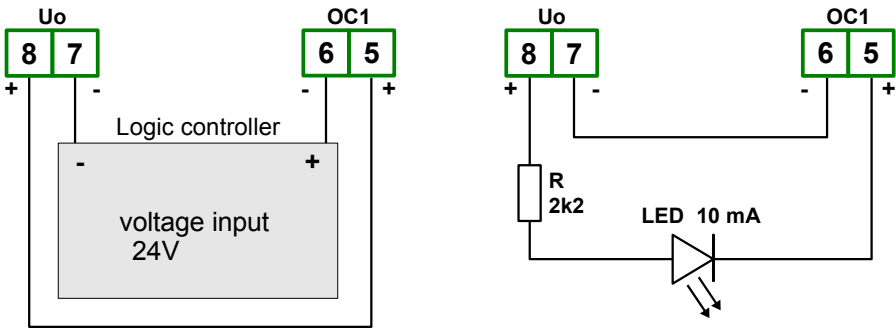 Uo
OC1
8 7
6 5
+ -
- +
Logic controller
- +
voltage input
24V
Uo
OC1
8 7
6 5
+ -
- +
R
2k2
LED 10 mA